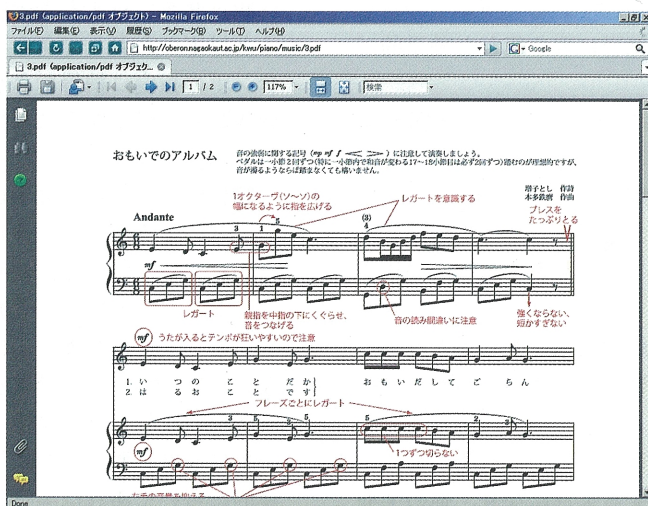 3.pdf (application/pdf オブジェクト) - Mozilla Firefox
ファイル(F) 編集(E) 表示(V) 履歴(S) ブックマーク(B) ツール(T) ヘルプ(H)
http://oberon.nagaokaut.ac.jp/kwu/piano/music/3.pdf
Google
3.pdf (application/pdf オブジェク...
1 / 2
117%
検索
おもいでのアルバム
音の強弱に関する記号 (mp mf f) に注意して演奏しましょう。
ペダルは一小節2回ずつ(特に一小節内で和音が変わる17〜18小節目は必ず2回ずつ)踏むのが理想的ですが、
音が濁るようならば踏まなくても構いません。
増子とし 作詩
本多鉄麿 作曲
1オクターヴ(ソ〜ソ)の
幅になるように指を広げる
レガートを意識する
ブレスを
たっぷりとる
Andante
3 1 5 (3) 4
mf
レガート
親指を中指の下にくぐらせ、
音をつなげる
音の読み間違いに注意
強くならない、
短かすぎない
mf うたが入るとテンポが狂いやすいので注意
1. い つ の こ と だ か お も い だ し て ご ら ん
2. は る お こ と で す
フレーズごとにレガート
mf
1つずつ切らない
Done